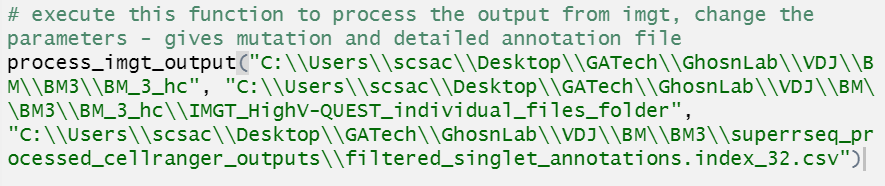 # execute this function to process the output from imgt, change the
parameters - gives mutation and detailed annotation file
process_imgt_output("C:\\Users\\scsac\\Desktop\\GATech\\GhosnLab\\VDJ\\B
M\\BM3\\BM_3_hc", "C:\\Users\\scsac\\Desktop\\GATech\\GhosnLab\\VDJ\\BM\
\BM3\\BM_3_hc\\IMGT_HighV-QUEST_individual_files_folder",
"C:\\Users\\scsac\\Desktop\\GATech\\GhosnLab\\VDJ\\BM\\BM3\\superrseq_pr
ocessed_cellranger_outputs\\filtered_singlet_annotations.index_32.csv")